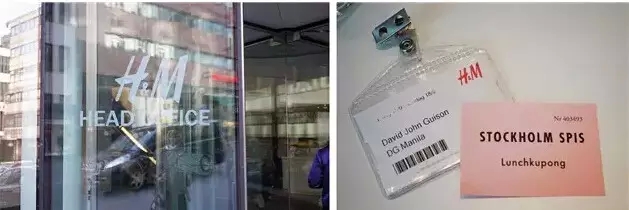 H&M
HEAD OFFICE
H&M
David John Guison
DG Manila
Nr 403495
STOCKHOLM SPIS
Lunchkupong